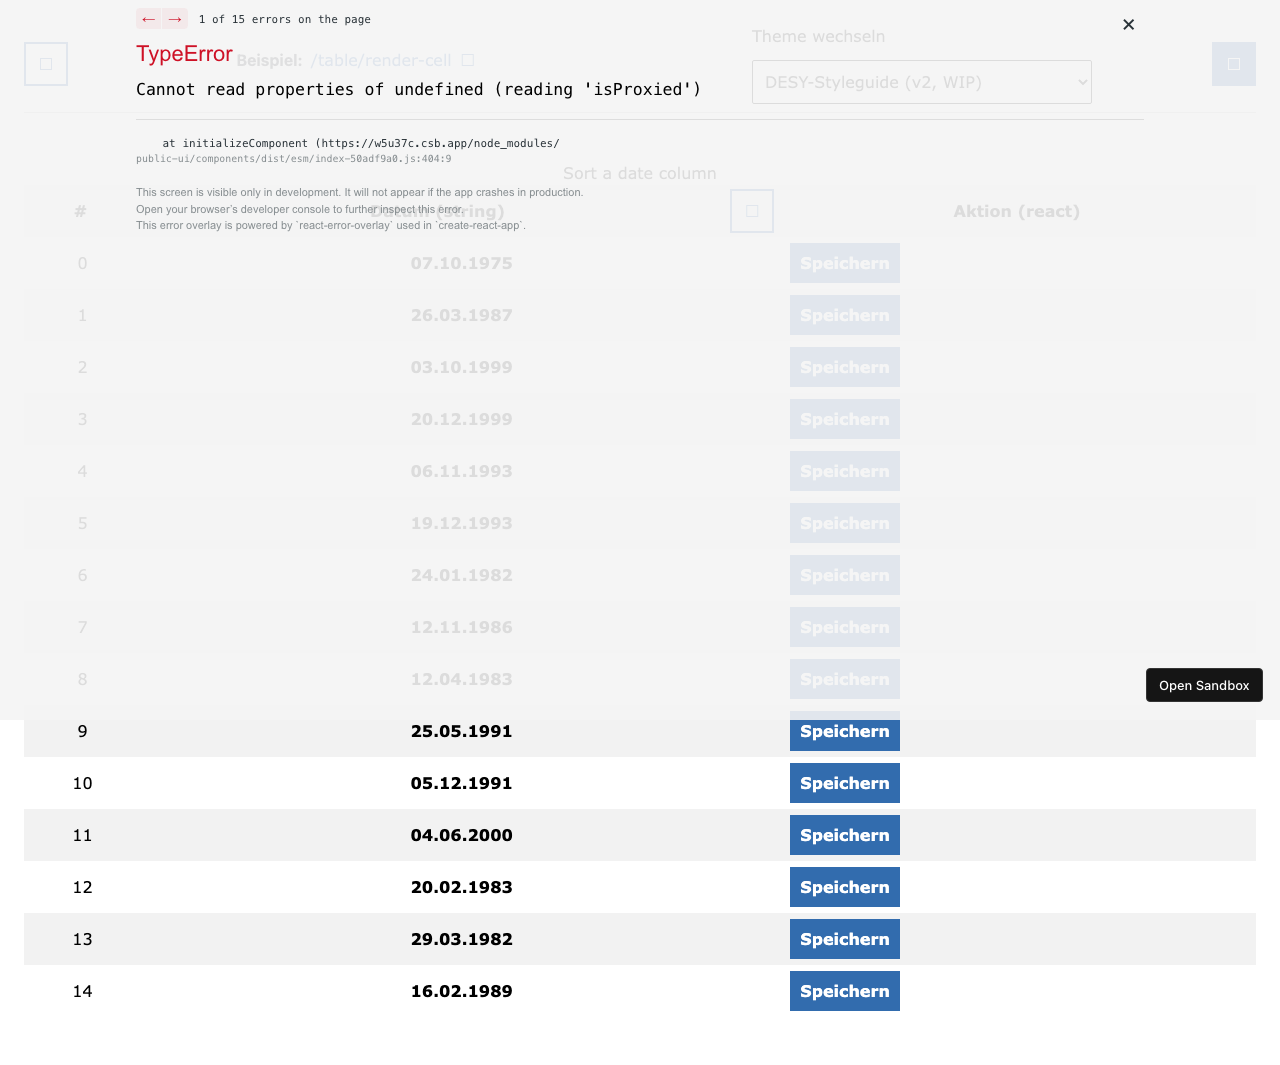 ← → 1 of 15 errors on the page ×
Theme wechseln
TypeError
Beispiel: /table/render-cell
DESY-Styleguide (v2, WIP)
Cannot read properties of undefined (reading 'isProxied')
at initializeComponent (https://w5u37c.csb.app/node_modules/
public-ui/components/dist/esm/index-50adf9a0.js:404:9
Sort a date column
This screen is visible only in development. It will not appear if the app crashes in production.
Open your browser’s developer console to further inspect this error.
This error overlay is powered by `react-error-overlay` used in `create-react-app`.
# Datum (string) Aktion (react)
0 07.10.1975 Speichern
1 26.03.1987 Speichern
2 03.10.1999 Speichern
3 20.12.1999 Speichern
4 06.11.1993 Speichern
5 19.12.1993 Speichern
6 24.01.1982 Speichern
7 12.11.1986 Speichern
8 12.04.1983 Speichern
Open Sandbox
9 25.05.1991 Speichern
10 05.12.1991 Speichern
11 04.06.2000 Speichern
12 20.02.1983 Speichern
13 29.03.1982 Speichern
14 16.02.1989 Speichern